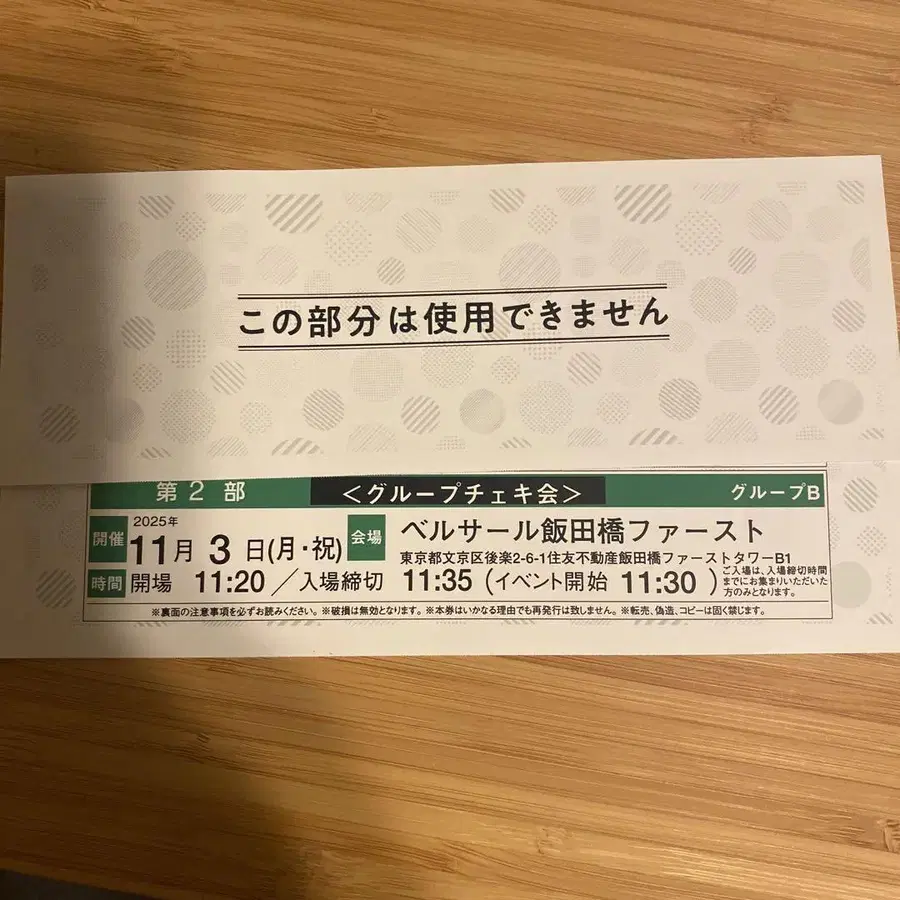 この部分は使用できません
第2部 <グループチェキ会> グループB
開催 2025年 11月 3日(月・祝) 会場 ベルサール飯田橋ファースト
東京都文京区後楽2-6-1住友不動産飯田橋ファーストタワーB1
時間 開場 11:20 / 入場締切 11:35 (イベント開始 11:30) ご入場は、入場締切時間
までにお集まりいただいた
方のみとなります。
※裏面の注意事項を必ずお読みください。※破損は無効となります。※本券はいかなる理由でも再発行は致しません。※転売、偽造、コピーは固く禁じます。